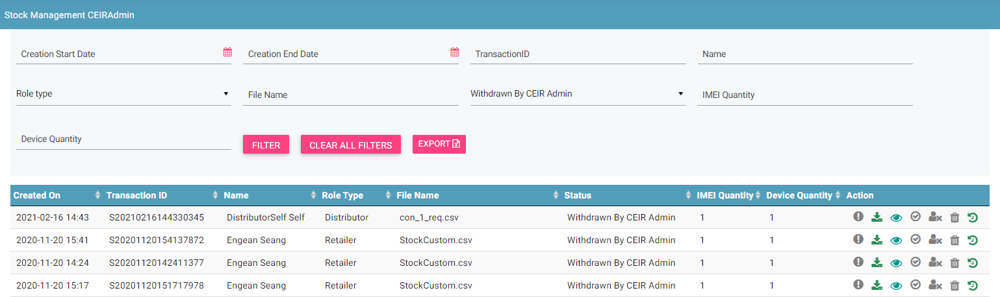 Stock Management CEIRAdmin
Creation Start Date Creation End Date TransactionID Name
Role type File Name Withdrawn By CEIR Admin IMEI Quantity
Device Quantity FILTER CLEAR ALL FILTERS EXPORT
Created On Transaction ID Name Role Type File Name Status IMEI Quantity Device Quantity Action
2021-02-16 14:43 S20210216144330345 DistributorSelf Self Distributor con_1_req.csv Withdrawn By CEIR Admin 1 1
2020-11-20 15:41 S20201120154137872 Engean Seang Retailer StockCustom.csv Withdrawn By CEIR Admin 1 1
2020-11-20 14:24 S20201120142411377 Engean Seang Retailer StockCustom.csv Withdrawn By CEIR Admin 1 1
2020-11-20 15:17 S20201120151717978 Engean Seang Retailer StockCustom.csv Withdrawn By CEIR Admin 1 1